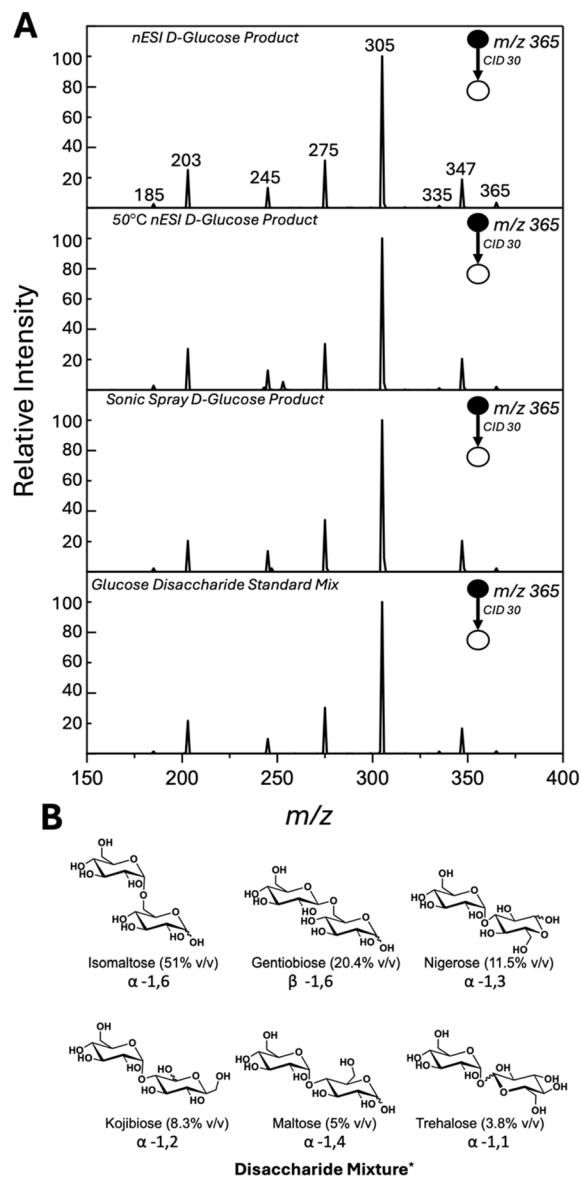 A
nESI D-Glucose Product
m/z 365
CID 30
100
80
60
40
20
185
203
245
275
305
335
347
365
50°C nESI D-Glucose Product
m/z 365
CID 30
100
80
60
40
20
Relative Intensity
Sonic Spray D-Glucose Product
m/z 365
CID 30
100
80
60
40
20
Glucose Disaccharide Standard Mix
m/z 365
CID 30
100
80
60
40
20
150 200 250 300 350 400
m/z
B
Isomaltose (51% v/v)
α -1,6
Gentiobiose (20.4% v/v)
β -1,6
Nigerose (11.5% v/v)
α -1,3
Kojibiose (8.3% v/v)
α -1,2
Maltose (5% v/v)
α -1,4
Trehalose (3.8% v/v)
α -1,1
Disaccharide Mixture*